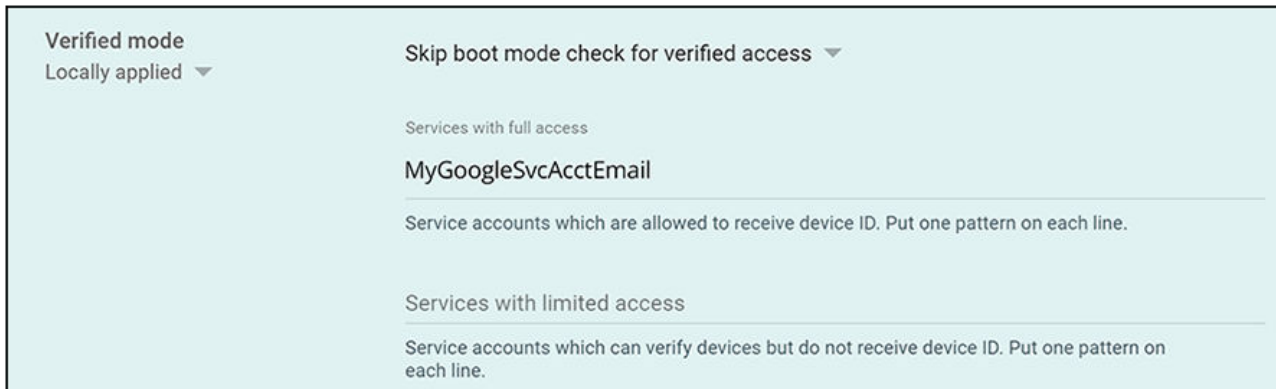 Verified mode
Locally applied
Skip boot mode check for verified access
Services with full access
MyGoogleSvcAcctEmail
Service accounts which are allowed to receive device ID. Put one pattern on each line.
Services with limited access
Service accounts which can verify devices but do not receive device ID. Put one pattern on
each line.